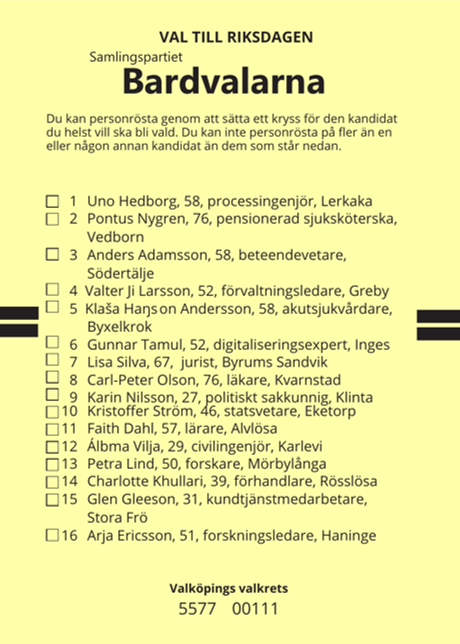 VAL TILL RIKSDAGEN
Samlingspartiet
Bardvalarna
Du kan personrösta genom att sätta ett kryss för den kandidat
du helst vill ska bli vald. Du kan inte personrösta på fler än en
eller någon annan kandidat än dem som står nedan.
1 Uno Hedborg, 58, processingenjör, Lerkaka
2 Pontus Nygren, 76, pensionerad sjuksköterska,
Vedborn
3 Anders Adamsson, 58, beteendevetare,
Södertälje
4 Valter Ji Larsson, 52, förvaltningsledare, Greby
5 Klaša Haŋson Andersson, 58, akutsjukvårdare,
Byxelkrok
6 Gunnar Tamul, 52, digitaliseringsexpert, Inges
7 Lisa Silva, 67, jurist, Byrums Sandvik
8 Carl-Peter Olson, 76, läkare, Kvarnstad
9 Karin Nilsson, 27, politiskt sakkunnig, Klinta
10 Kristoffer Ström, 46, statsvetare, Eketorp
11 Faith Dahl, 57, lärare, Alvlösa
12 Álbma Vilja, 29, civilingenjör, Karlevi
13 Petra Lind, 50, forskare, Mörbylånga
14 Charlotte Khullari, 39, förhandlare, Rösslösa
15 Glen Gleeson, 31, kundtjänstmedarbetare,
Stora Frö
16 Arja Ericsson, 51, forskningsledare, Haninge
Valköpings valkrets
5577 00111